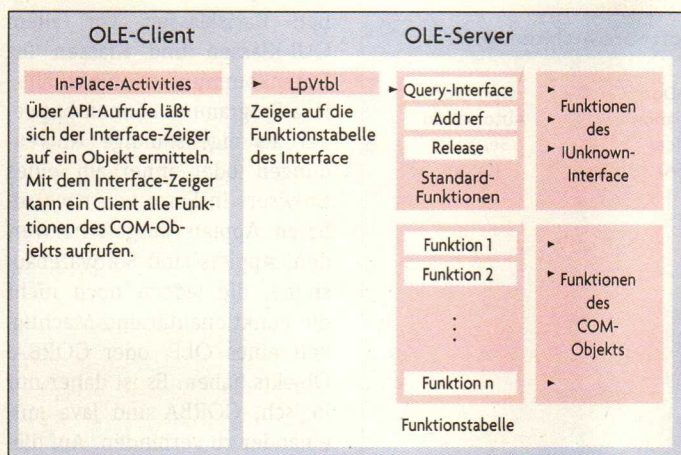 OLE-Client
OLE-Server
In-Place-Activities
Über API-Aufrufe läßt
sich der Interface-Zeiger
auf ein Objekt ermitteln.
Mit dem Interface-Zeiger
kann ein Client alle Funk-
tionen des COM-Ob-
jekts aufrufen.
LpVtbl
Zeiger auf die
Funktionstabelle
des Interface
Query-Interface
Add ref
Release
Standard-
Funktionen
Funktionen
des
IUnknown-
Interface
Funktion 1
Funktion 2
Funktion n
Funktionstabelle
Funktionen
des
COM-
Objekts